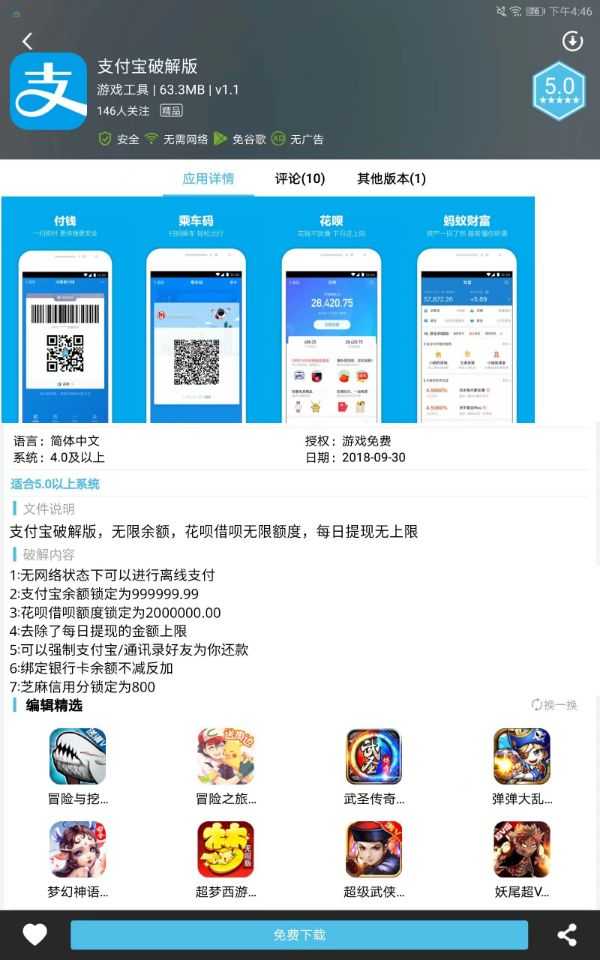 下午4:46
支付宝破解版
游戏工具 | 63.3MB | v1.1
146人关注 精品
5.0
安全 无需网络 免谷歌 无广告
应用详情 评论(10) 其他版本(1)
付钱 乘车码 花呗 蚂蚁财富
28,420.75
57,872.26
语言：简体中文 授权：游戏免费
系统：4.0及以上 日期：2018-09-30
适合5.0以上系统
文件说明
支付宝破解版，无限余额，花呗借呗无限额度，每日提现无上限
破解内容
1:无网络状态下可以进行离线支付
2:支付宝余额锁定为999999.99
3:花呗借呗额度锁定为2000000.00
4:去除了每日提现的金额上限
5:可以强制支付宝/通讯录好友为你还款
6:绑定银行卡余额不减反加
7:芝麻信用分锁定为800
编辑精选 换一换
冒险与挖... 冒险之旅... 武圣传奇... 弹弹大乱...
梦幻神语... 超梦西游... 超级武侠... 妖尾超V...
免费下载